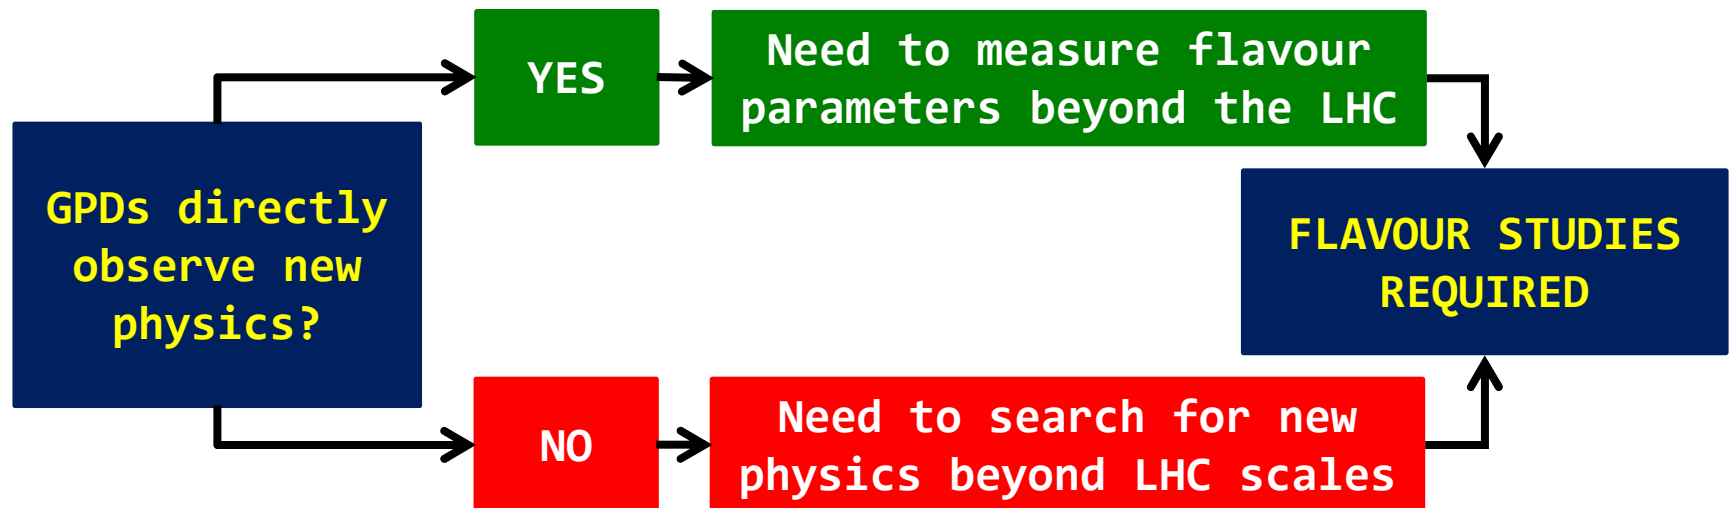 GPDs directly
observe new
physics?
YES
Need to measure flavour
parameters beyond the LHC
NO
Need to search for new
physics beyond LHC scales
FLAVOUR STUDIES
REQUIRED